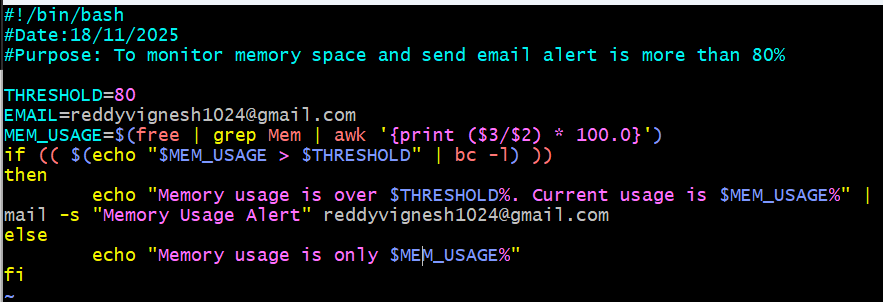 #!/bin/bash
#Date:18/11/2025
#Purpose: To monitor memory space and send email alert is more than 80%

THRESHOLD=80
EMAIL=reddyvignesh1024@gmail.com
MEM_USAGE=$(free | grep Mem | awk '{print ($3/$2) * 100.0}')
if (( $(echo "$MEM_USAGE > $THRESHOLD" | bc -l) ))
then
        echo "Memory usage is over $THRESHOLD%. Current usage is $MEM_USAGE%" |
mail -s "Memory Usage Alert" reddyvignesh1024@gmail.com
else
        echo "Memory usage is only $MEM_USAGE%"
fi
~